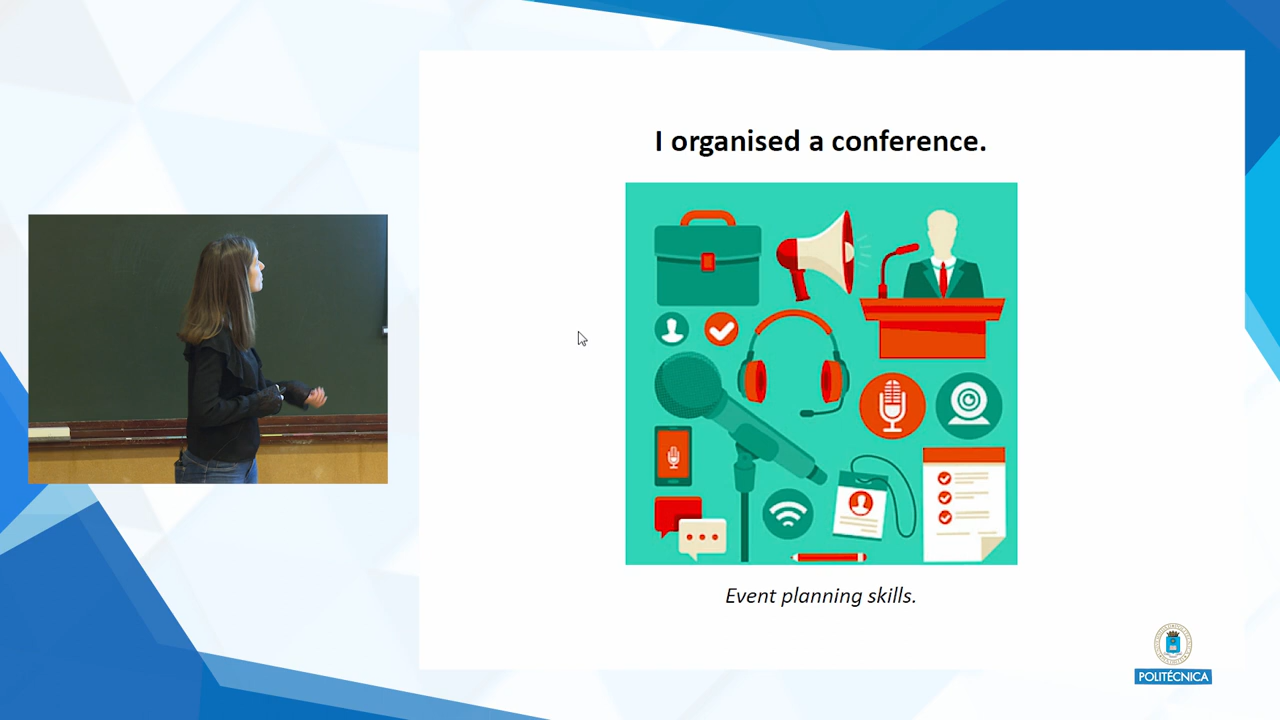 I organised a conference.
Event planning skills.
POLITÉCNICA